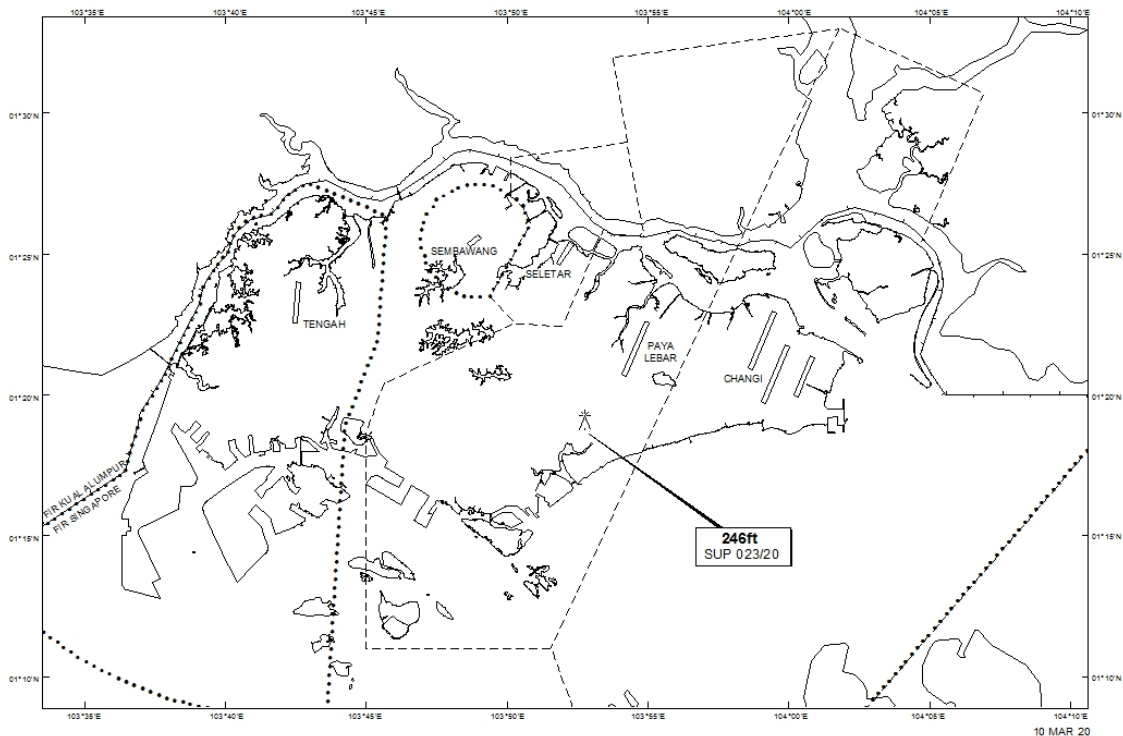 103°35'E 103°40'E 103°45'E 103°50'E 103°55'E 104°00'E 104°05'E 104°10'E
01°30'N 01°30'N
01°25'N 01°25'N
SEMBAWANG
SELETAR
TENGAH
PAYA
LEBAR
CHANGI
01°20'N 01°20'N
FIR KUALALUMPUR
FIR SINGAPORE
246ft
SUP 023/20
01°15'N 01°15'N
01°10'N 01°10'N
103°35'E 103°40'E 103°45'E 103°50'E 103°55'E 104°00'E 104°05'E 104°10'E
10 MAR 20